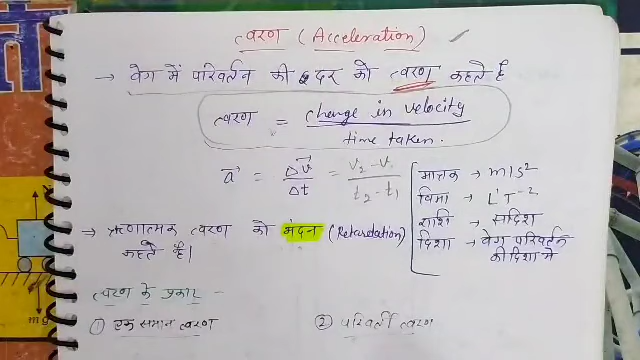 त्वरण (Acceleration)
→ वेग में परिवर्तन की दर को त्वरण कहते है
त्वरण = change in velocity / time taken.
a⃗ = Δv⃗ / Δt = v₂ - v₁ / t₂ - t₁
मात्रक → m/s²
विमा → L¹T⁻²
राशि → सदिश
दिशा → वेग परिवर्तन
की दिशा मे
→ ऋणात्मक त्वरण को मंदन (Retardation)
कहते है।
त्वरण के प्रकार -
① एक समान त्वरण
② परिवर्ती त्वरण